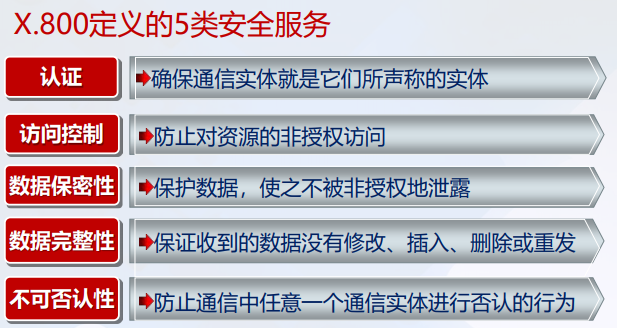 X.800定义的5类安全服务
认证
确保通信实体就是它们所声称的实体
访问控制
防止对资源的非授权访问
数据保密性
保护数据，使之不被非授权地泄露
数据完整性
保证收到的数据没有修改、插入、删除或重发
不可否认性
防止通信中任意一个通信实体进行否认的行为